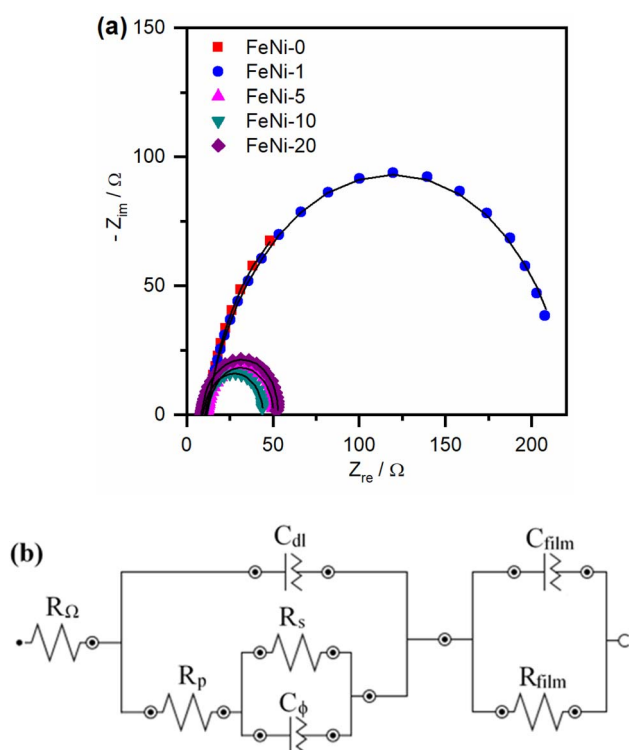 (a)
150
100
50
0
- Z_im / Ω
FeNi-0
FeNi-1
FeNi-5
FeNi-10
FeNi-20
0 50 100 150 200
Z_re / Ω
(b)
C_dl
C_film
R_Ω
R_s
R_p
C_ϕ
R_film